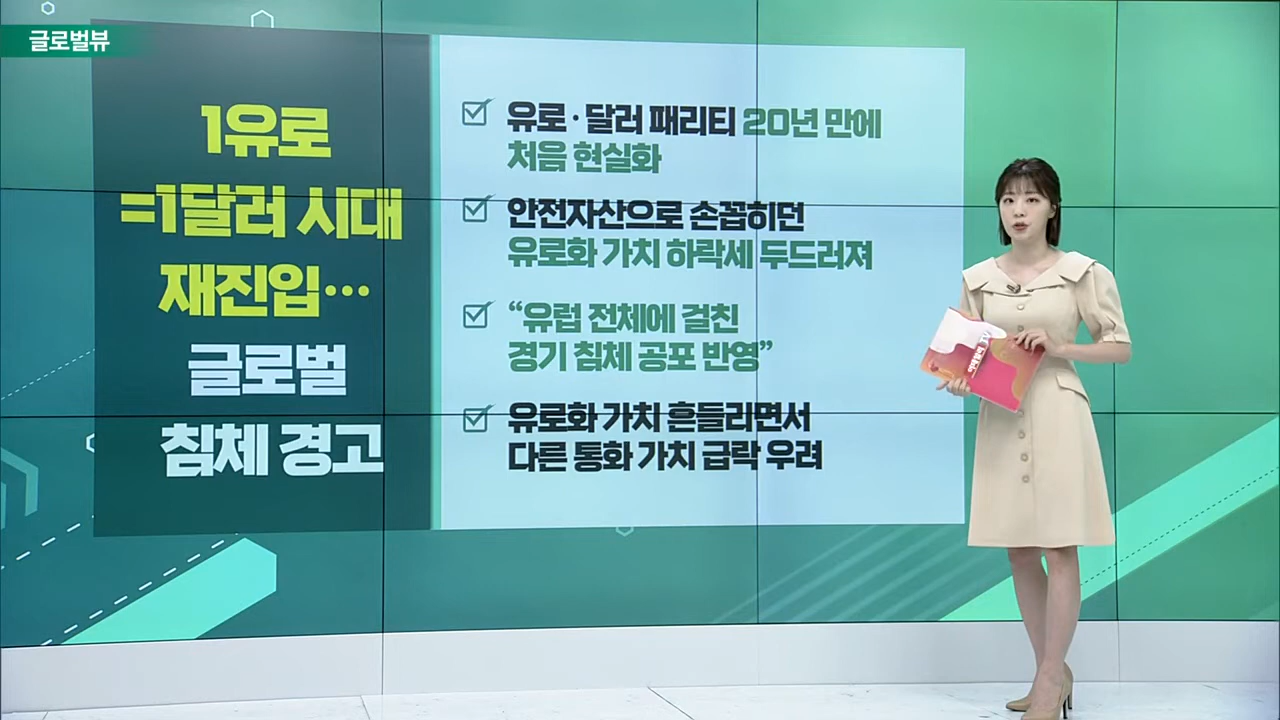 글로벌뷰
1유로
=1달러 시대
재진입…
글로벌
침체 경고
유로·달러 패리티 20년 만에
처음 현실화
안전자산으로 손꼽히던
유로화 가치 하락세 두드러져
“유럽 전체에 걸친
경기 침체 공포 반영”
유로화 가치 흔들리면서
다른 통화 가치 급락 우려